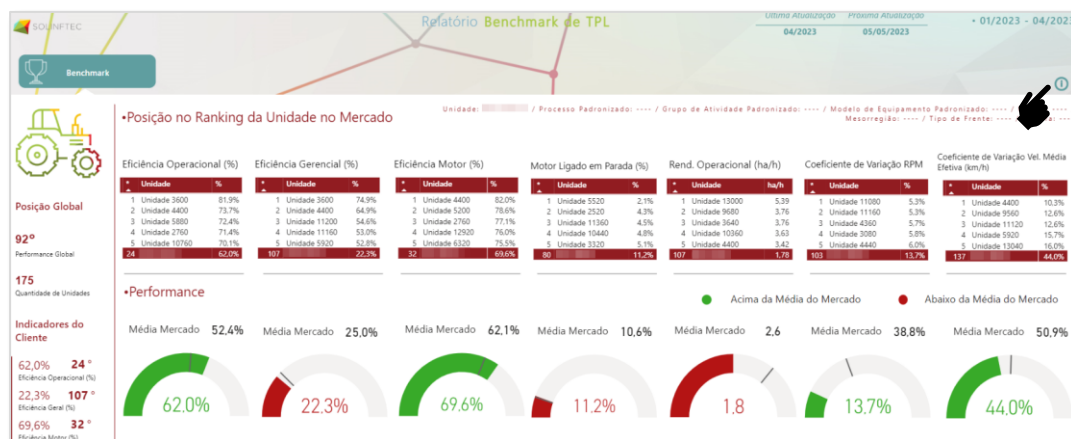 SOLINFTEC
Relatório Benchmark de TPL
Última Atualização Próxima Atualização
04/2023 05/05/2023
• 01/2023 - 04/2023
Benchmark
Unidade: / Processo Padronizado: ---- / Grupo de Atividade Padronizado: ---- / Modelo de Equipamento Padronizado: ---- /
Mesorregião: ---- / Tipo de Frente: ----
•Posição no Ranking da Unidade no Mercado
Posição Global
92º
Performance Global
175
Quantidade de Unidades
Indicadores do
Cliente
62,0% 24 º
Eficiência Operacional (%)
22,3% 107 º
Eficiência Geral (%)
69,6% 32 º
Eficiência Motor (%)
Eficiência Operacional (%)
Unidade %
1 Unidade 3600 81.9%
2 Unidade 4400 73.7%
3 Unidade 5880 72.4%
4 Unidade 2760 71.4%
5 Unidade 10760 70.1%
24 62,0%
Eficiência Gerencial (%)
Unidade %
1 Unidade 3600 74.9%
2 Unidade 4400 64.9%
3 Unidade 11200 54.6%
4 Unidade 11160 53.0%
5 Unidade 5920 52.8%
107 22,3%
Eficiência Motor (%)
Unidade %
1 Unidade 4400 82.0%
2 Unidade 5200 78.6%
3 Unidade 2760 77.1%
4 Unidade 12920 76.0%
5 Unidade 6320 75.5%
32 69,6%
Motor Ligado em Parada (%)
Unidade %
1 Unidade 5520 2.1%
2 Unidade 2520 4.3%
3 Unidade 11360 4.5%
4 Unidade 10440 4.8%
5 Unidade 3320 5.1%
80 11,2%
Rend. Operacional (ha/h)
Unidade ha/h
1 Unidade 13000 5.39
2 Unidade 9680 3.76
3 Unidade 3640 3.76
4 Unidade 10360 3.63
5 Unidade 4400 3.42
107 1,78
Coeficiente de Variação RPM
Unidade %
1 Unidade 11080 5.3%
2 Unidade 11160 5.3%
3 Unidade 4360 5.7%
4 Unidade 3080 5.8%
5 Unidade 4440 6.0%
103 13,7%
Coeficiente de Variação Vel. Média
Efetiva (km/h)
Unidade %
1 Unidade 4400 10.3%
2 Unidade 9560 12.6%
3 Unidade 11120 12.6%
4 Unidade 5920 15.7%
5 Unidade 13040 16.0%
137 44,0%
•Performance
Acima da Média do Mercado Abaixo da Média do Mercado
Média Mercado 52,4%
62.0%
Média Mercado 25,0%
22.3%
Média Mercado 62,1%
69.6%
Média Mercado 10,6%
11.2%
Média Mercado 2,6
1.8
Média Mercado 38,8%
13.7%
Média Mercado 50,9%
44.0%